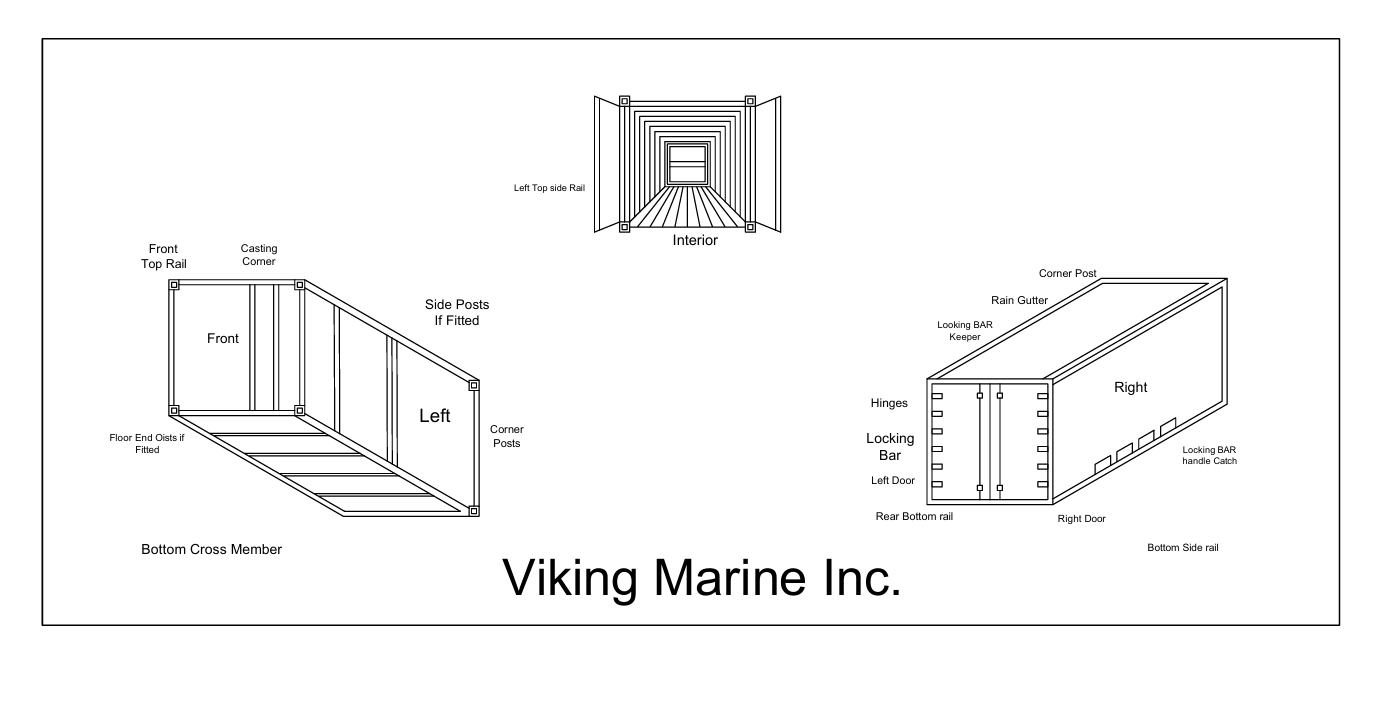 Left Top side Rail
Interior
Front
Top Rail
Casting
Corner
Side Posts
If Fitted
Front
Left
Corner
Posts
Floor End Oists if
Fitted
Bottom Cross Member
Corner Post
Rain Gutter
Looking BAR
Keeper
Right
Hinges
Locking
Bar
Left Door
Locking BAR
handle Catch
Rear Bottom rail
Right Door
Bottom Side rail
Viking Marine Inc.